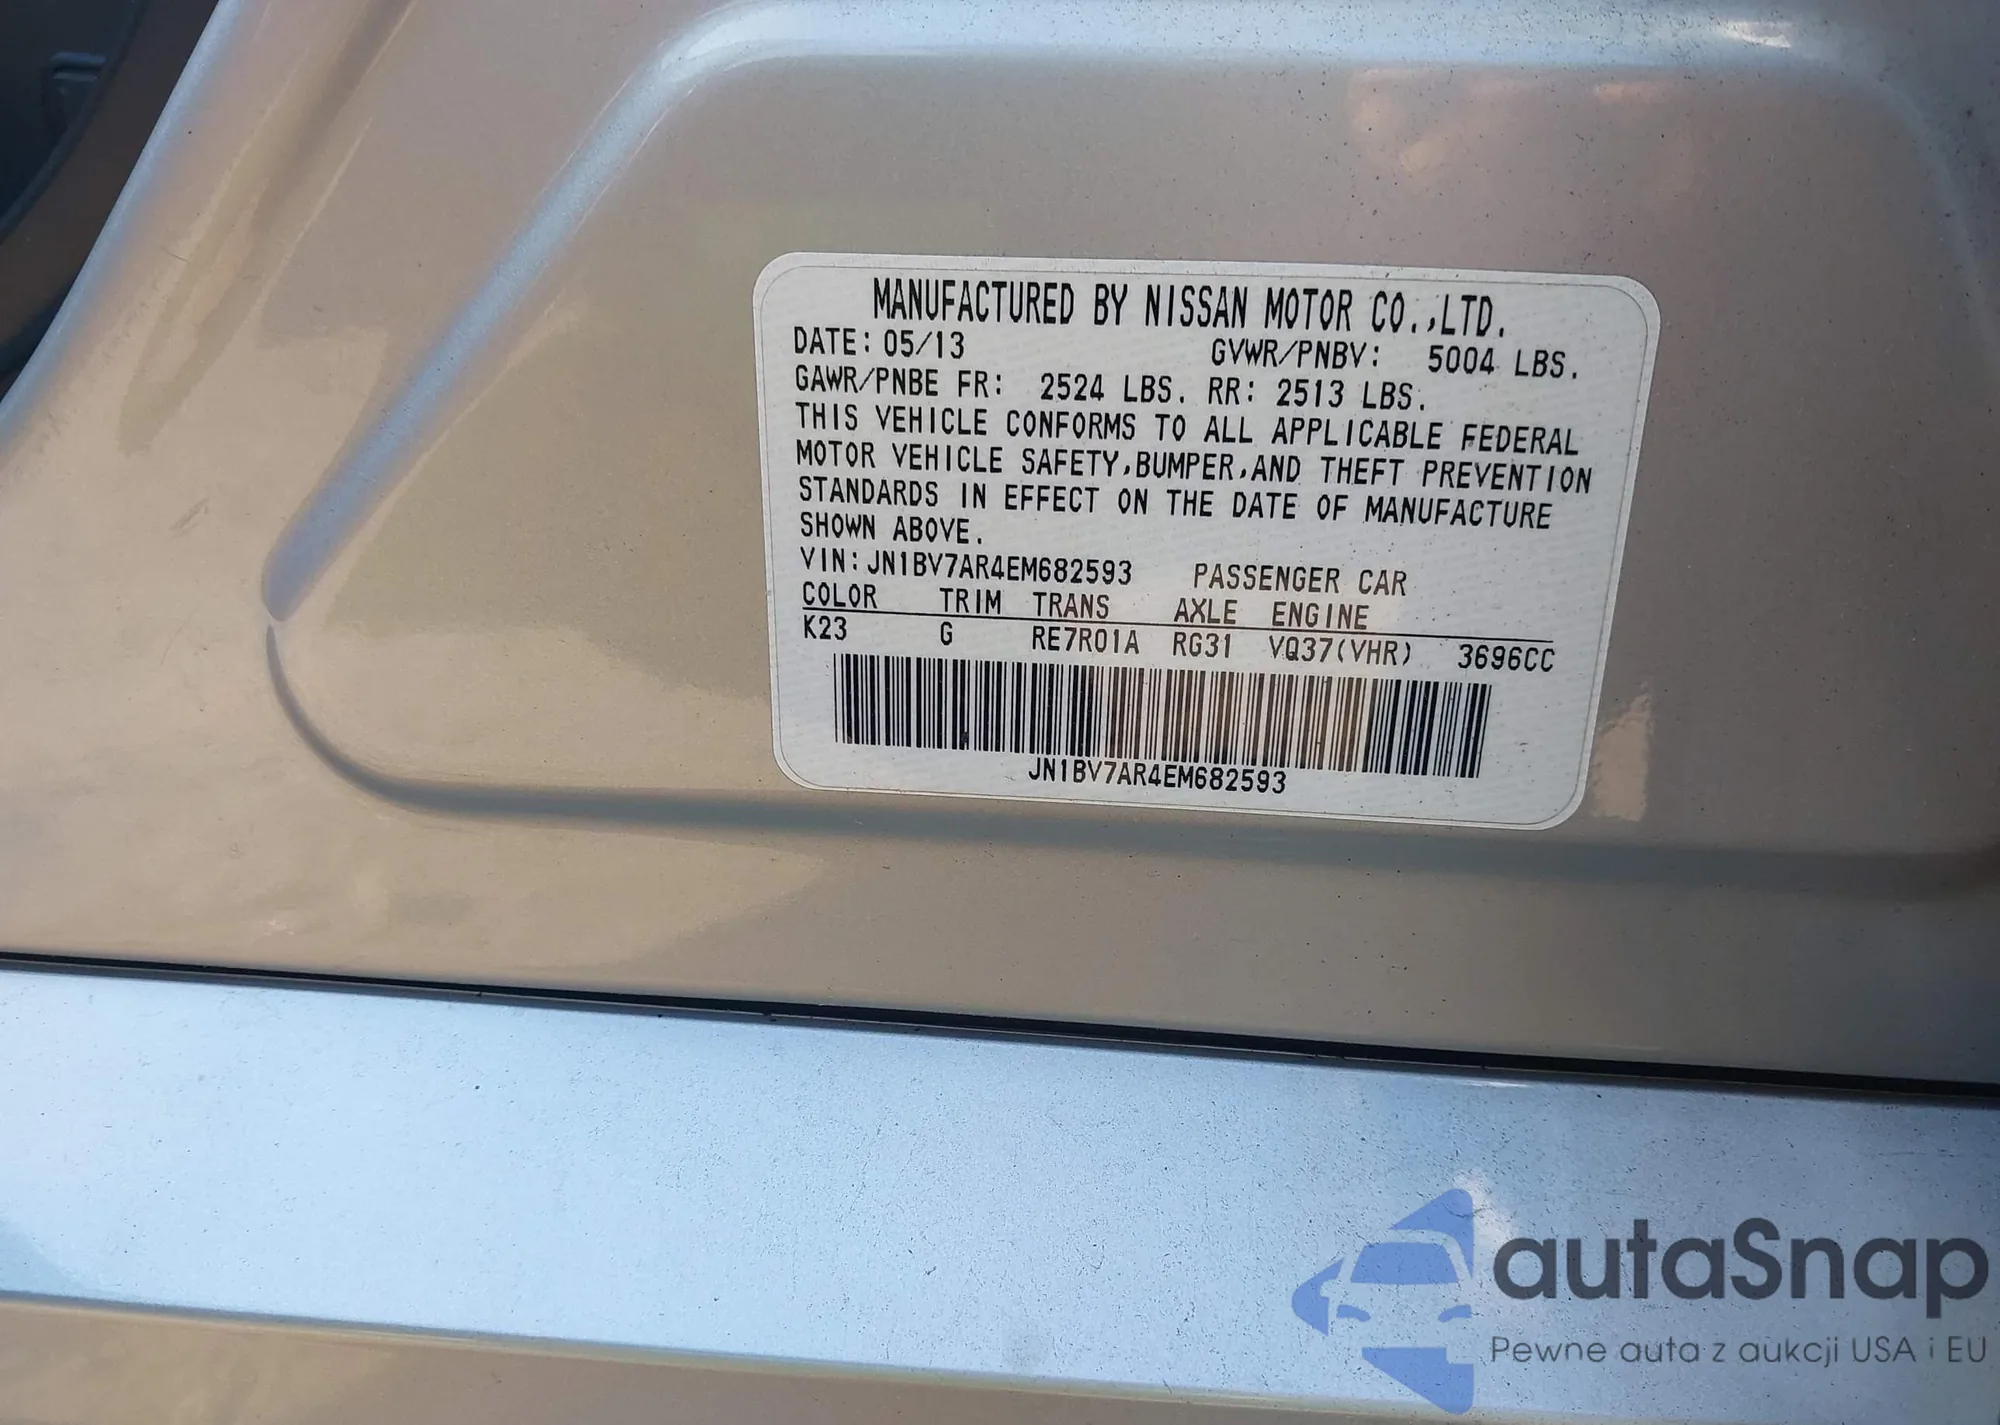 MANUFACTURED BY NISSAN MOTOR CO.,LTD.
DATE: 05/13 GVWR/PNBV: 5004 LBS.
GAWR/PNBE FR: 2524 LBS. RR: 2513 LBS.
THIS VEHICLE CONFORMS TO ALL APPLICABLE FEDERAL
MOTOR VEHICLE SAFETY,BUMPER,AND THEFT PREVENTION
STANDARDS IN EFFECT ON THE DATE OF MANUFACTURE
SHOWN ABOVE.
VIN:JN1BV7AR4EM682593 PASSENGER CAR
COLOR TRIM TRANS AXLE ENGINE
K23 G RE7R01A RG31 VQ37(VHR) 3696CC
JN1BV7AR4EM682593
autaSnap
Pewne auta z aukcji USA i EU